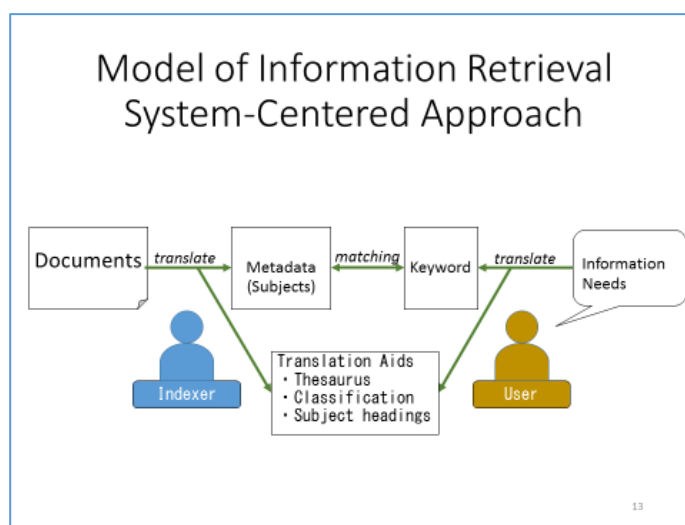 Model of Information Retrieval
System-Centered Approach
Documents
translate
Metadata
(Subjects)
matching
Keyword
translate
Information
Needs
Indexer
Translation Aids
・Thesaurus
・Classification
・Subject headings
User
13